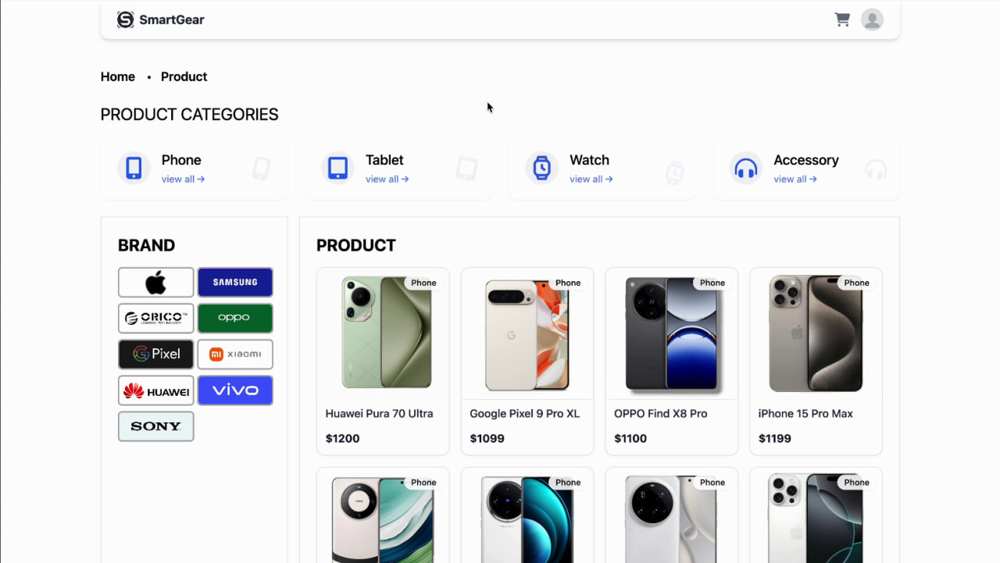 SmartGear
Home • Product
PRODUCT CATEGORIES
Phone
view all →
Tablet
view all →
Watch
view all →
Accessory
view all →
BRAND
SAMSUNG
ORICO™
oppo
G Pixel
mi xiaomi
HUAWEI
vivo
SONY
PRODUCT
Phone
Huawei Pura 70 Ultra
$1200
Phone
Google Pixel 9 Pro XL
$1099
Phone
OPPO Find X8 Pro
$1100
Phone
iPhone 15 Pro Max
$1199
Phone
Phone
Phone
Phone